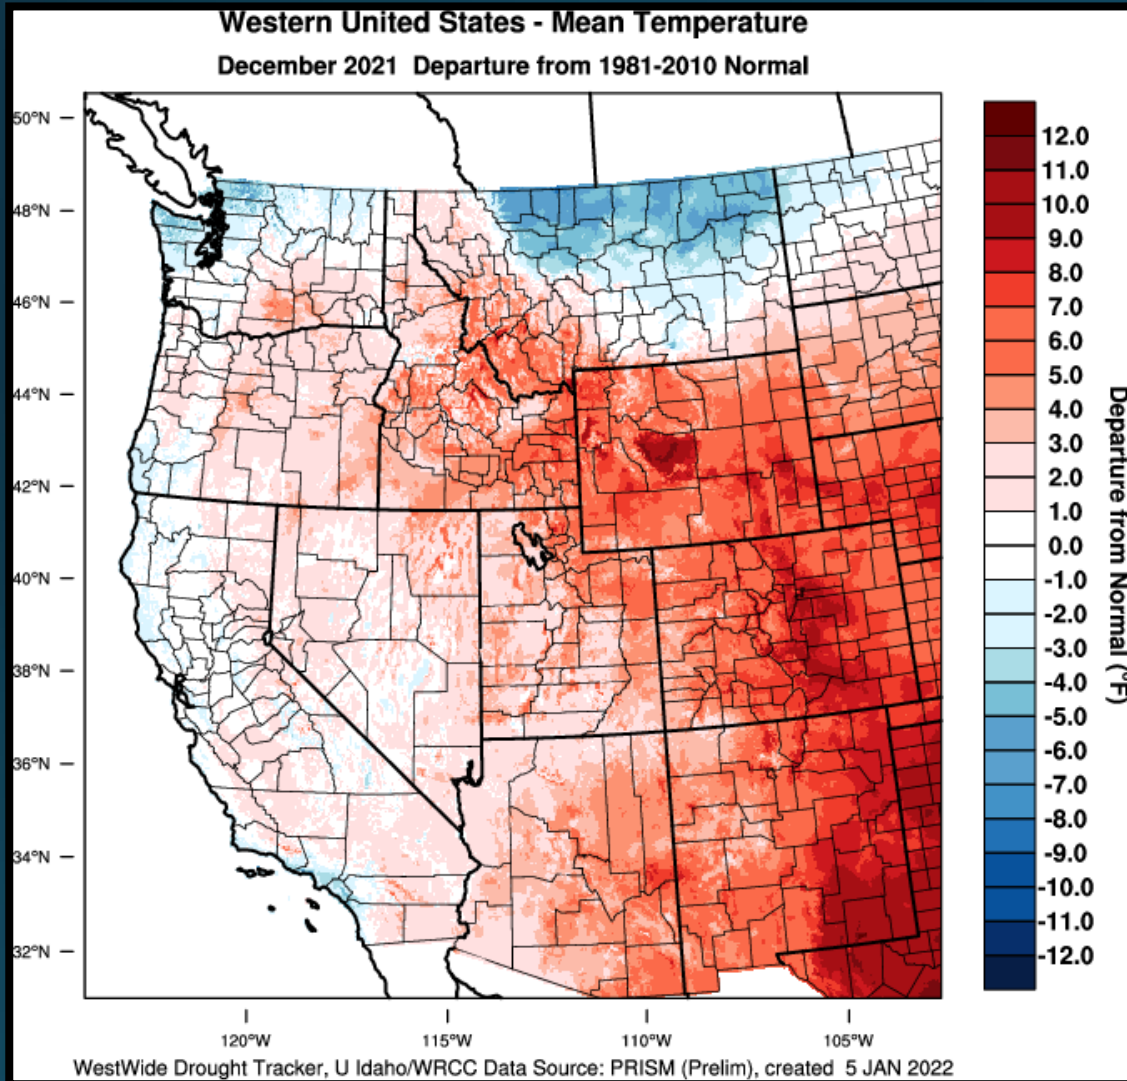 Western United States - Mean Temperature
December 2021 Departure from 1981-2010 Normal
50°N
48°N
46°N
44°N
42°N
40°N
38°N
36°N
34°N
32°N
120°W
115°W
110°W
105°W
12.0
11.0
10.0
9.0
8.0
7.0
6.0
5.0
4.0
3.0
2.0
1.0
0.0
-1.0
-2.0
-3.0
-4.0
-5.0
-6.0
-7.0
-8.0
-9.0
-10.0
-11.0
-12.0
Departure from Normal (°F)
WestWide Drought Tracker, U Idaho/WRCC Data Source: PRISM (Prelim), created 5 JAN 2022